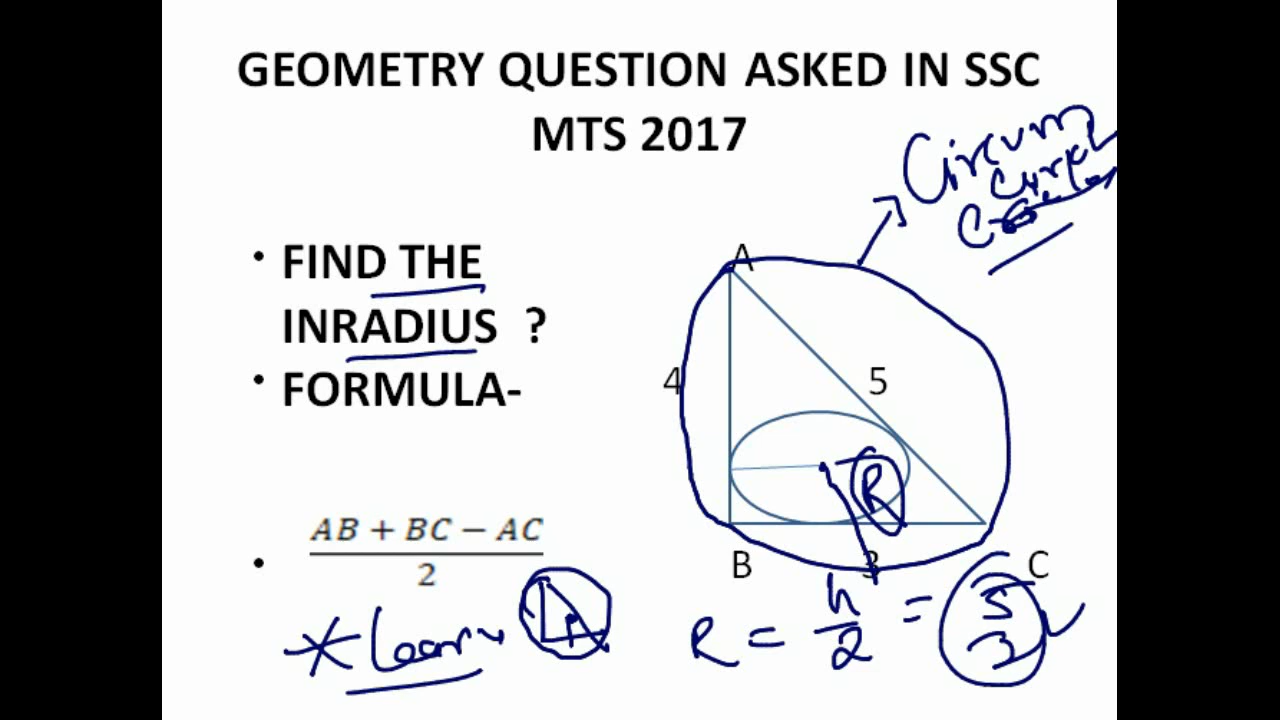 GEOMETRY QUESTION ASKED IN SSC
MTS 2017
Circum
• FIND THE
INRADIUS ?
• FORMULA-
A
4
5
R
B
3
C
• AB + BC − AC
2
* Learn
R = h/2 = 5/2